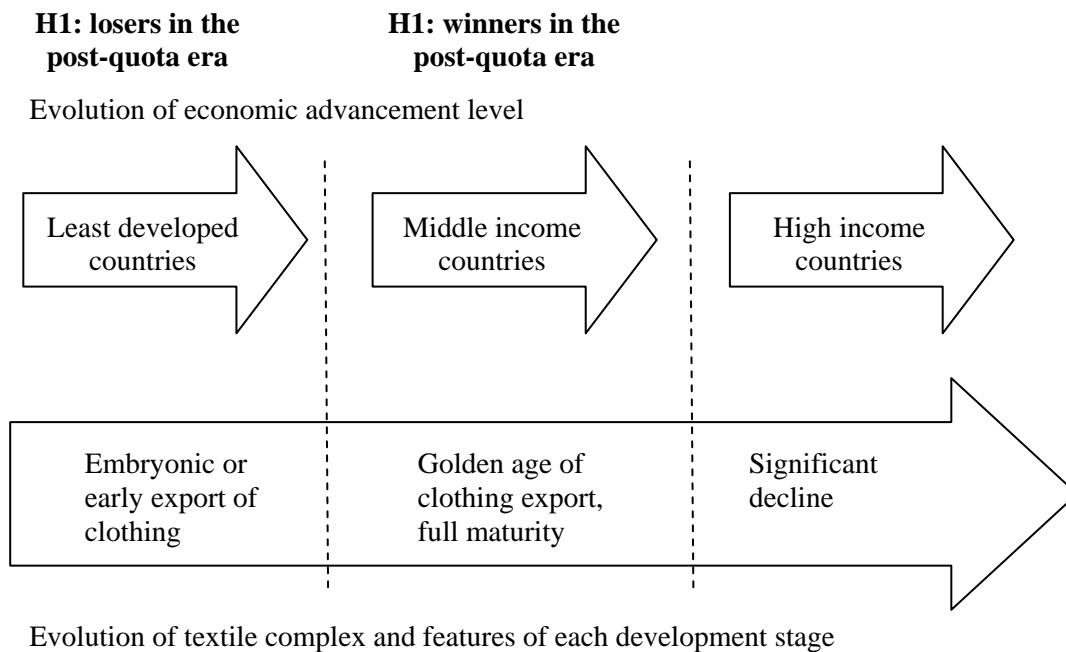 H1: losers in the
post-quota era
H1: winners in the
post-quota era
Evolution of economic advancement level
Least developed
countries
Middle income
countries
High income
countries
Embryonic or
early export of
clothing
Golden age of
clothing export,
full maturity
Significant
decline
Evolution of textile complex and features of each development stage